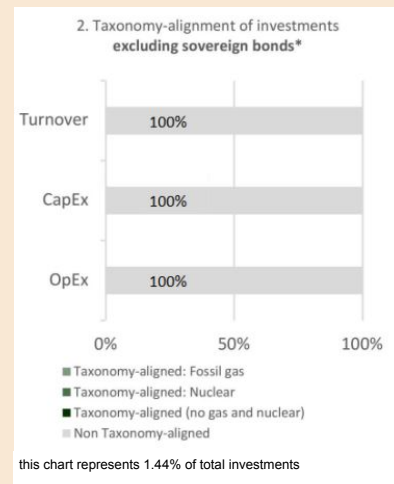 2. Taxonomy-alignment of investments
excluding sovereign bonds*
Turnover
100%
CapEx
100%
OpEx
100%
0% 50% 100%
Taxonomy-aligned: Fossil gas
Taxonomy-aligned: Nuclear
Taxonomy-aligned (no gas and nuclear)
Non Taxonomy-aligned
this chart represents 1.44% of total investments